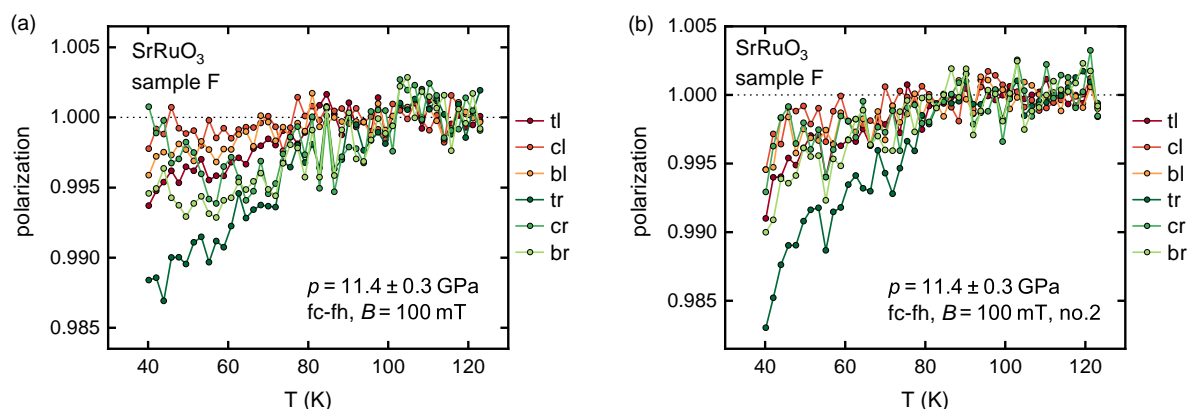 (a)
1.005
1.000
0.995
0.990
0.985
polarization
SrRuO3
sample F
p = 11.4 ± 0.3 GPa
fc-fh, B = 100 mT
40 60 80 100 120
T (K)
tl
cl
bl
tr
cr
br
(b)
1.005
1.000
0.995
0.990
0.985
polarization
SrRuO3
sample F
p = 11.4 ± 0.3 GPa
fc-fh, B = 100 mT, no.2
40 60 80 100 120
T (K)
tl
cl
bl
tr
cr
br